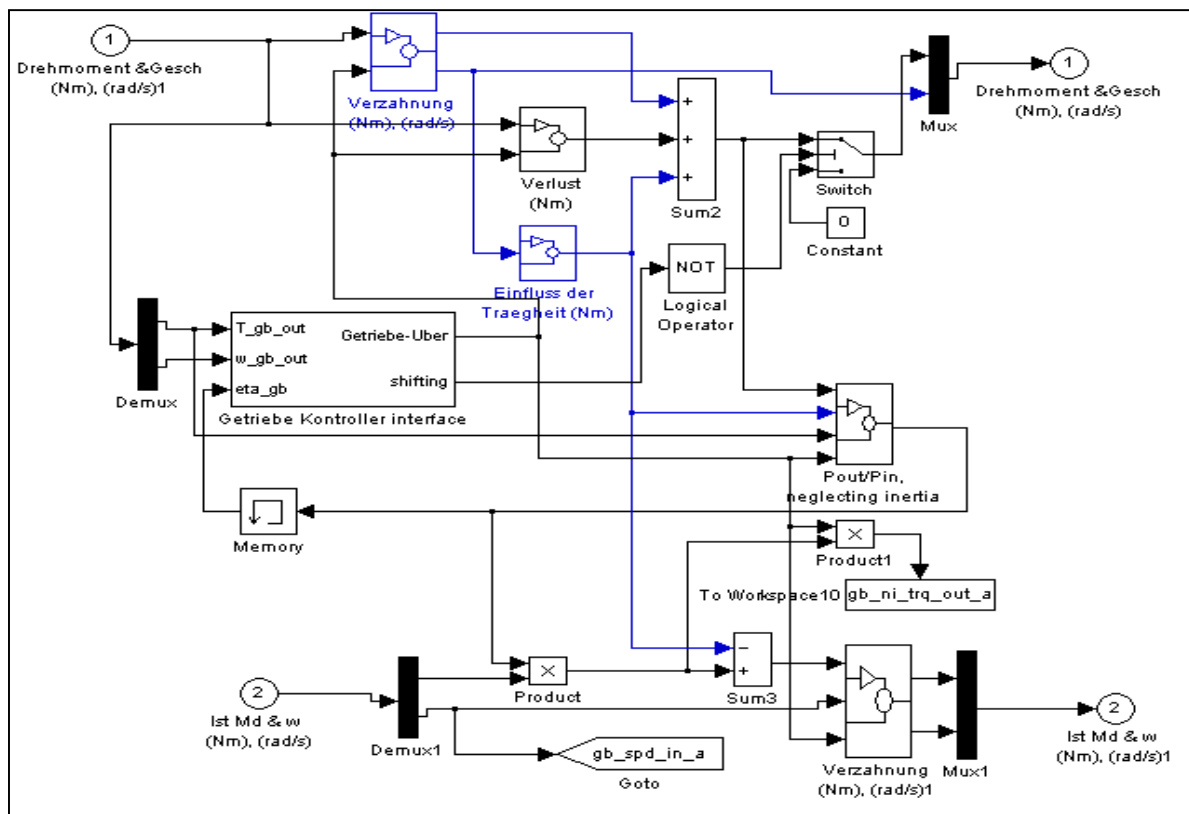 1
Drehmoment &Gesch
(Nm), (rad/s)1
Verzahnung
(Nm), (rad/s)
Verlust
(Nm)
+
+
+
Sum2
Switch
0
Constant
Mux
1
Drehmoment &Gesch
(Nm), (rad/s)
Einfluss der
Traegheit (Nm)
NOT
Logical
Operator
Demux
T_gb_out
w_gb_out
eta_gb
Getriebe-Uber
shifting
Getriebe Kontroller interface
Pout/Pin,
neglecting inertia
Memory
×
Product1
To Workspace10
gb_ni_trq_out_a
2
Ist Md & w
(Nm), (rad/s)
Demux1
×
Product
−
+
Sum3
gb_spd_in_a
Goto
Verzahnung
(Nm), (rad/s)1
Mux1
2
Ist Md & w
(Nm), (rad/s)1